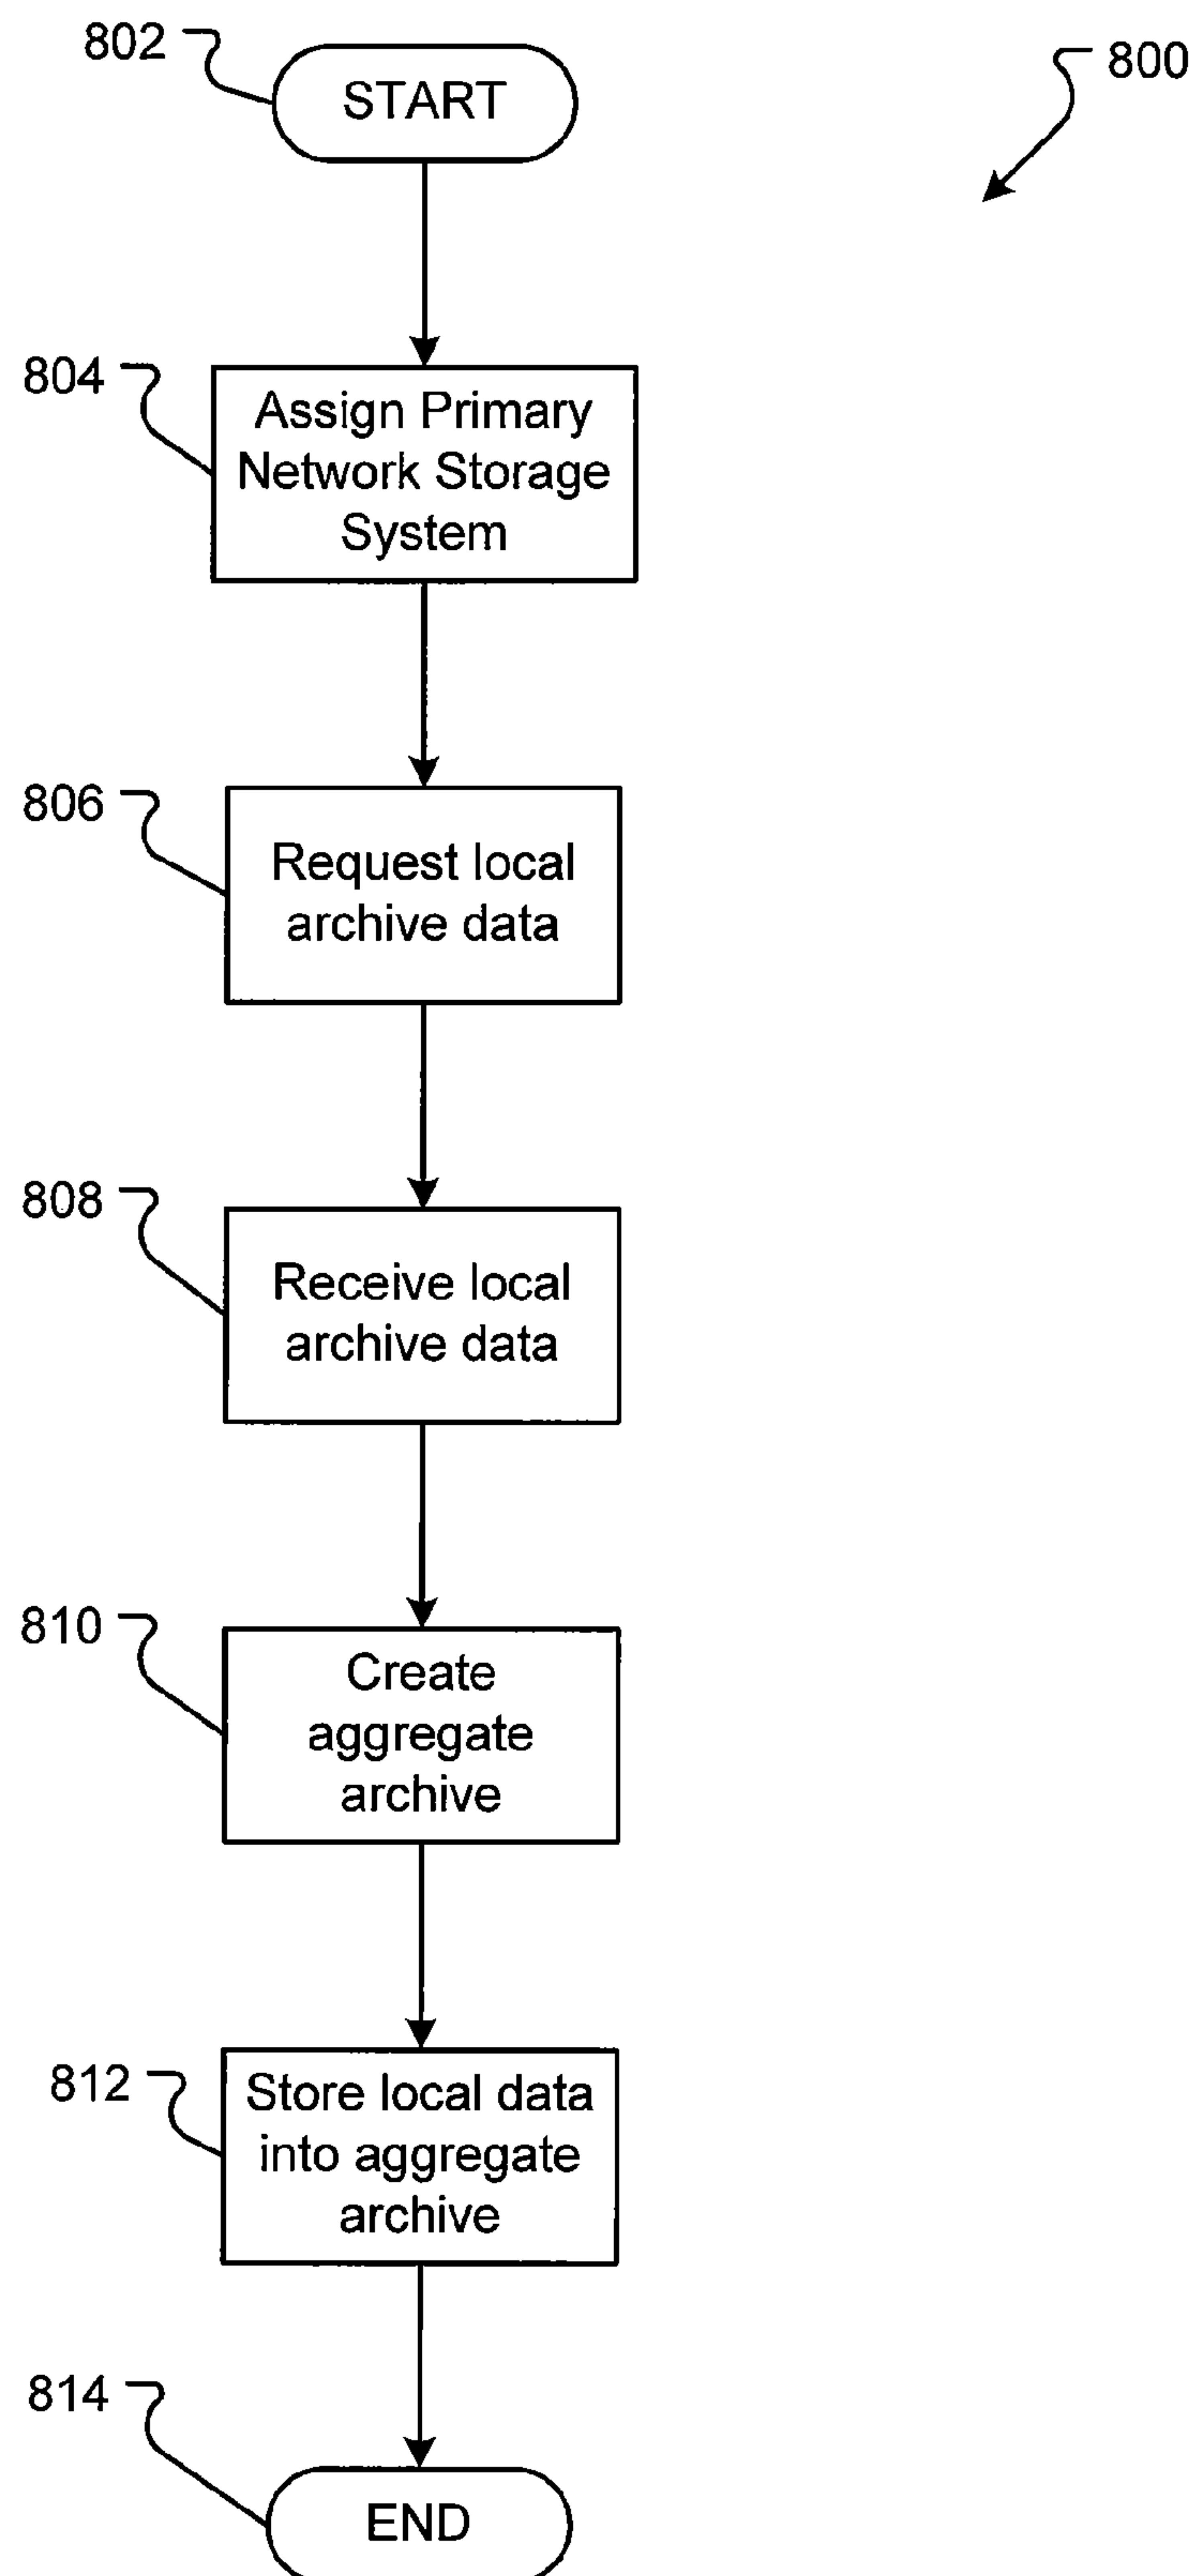 802
START
800
804
Assign Primary
Network Storage
System
806
Request local
archive data
808
Receive local
archive data
810
Create
aggregate
archive
812
Store local data
into aggregate
archive
814
END